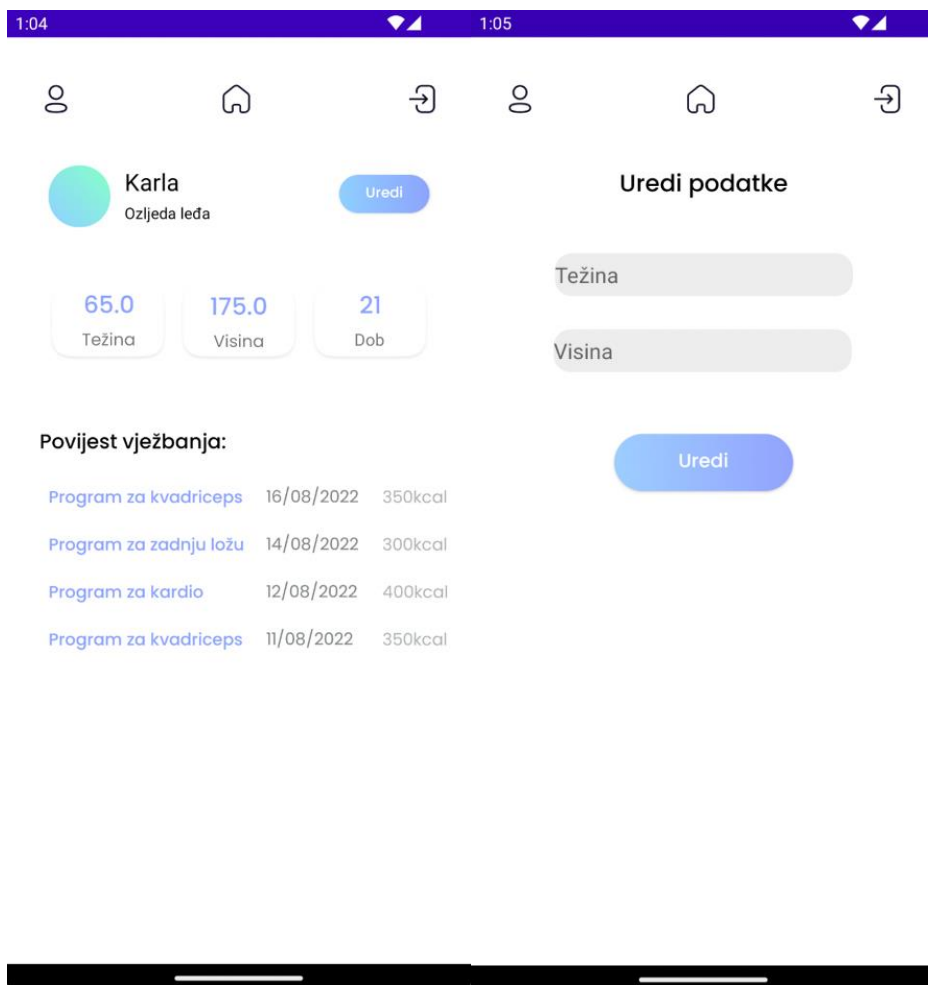 1:04
Karla
Ozljeda leđa
Uredi
65.0 175.0 21
Težina Visina Dob
Povijest vježbanja:
Program za kvadriceps 16/08/2022 350kcal
Program za zadnju ložu 14/08/2022 300kcal
Program za kardio 12/08/2022 400kcal
Program za kvadriceps 11/08/2022 350kcal
1:05
Uredi podatke
Težina
Visina
Uredi